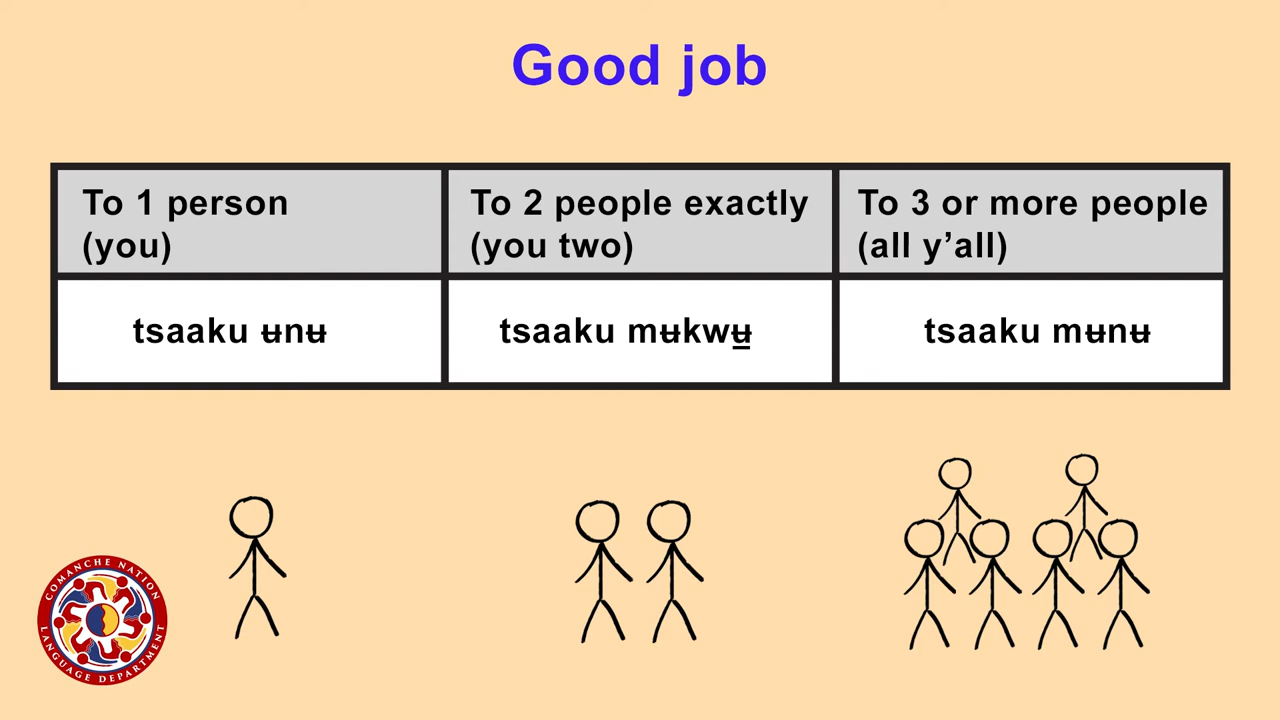 Good job
To 1 person
(you)
To 2 people exactly
(you two)
To 3 or more people
(all y’all)
tsaaku ʉnʉ
tsaaku mʉkwʉ̲
tsaaku mʉnʉ
COMANCHE NATION
LANGUAGE DEPARTMENT